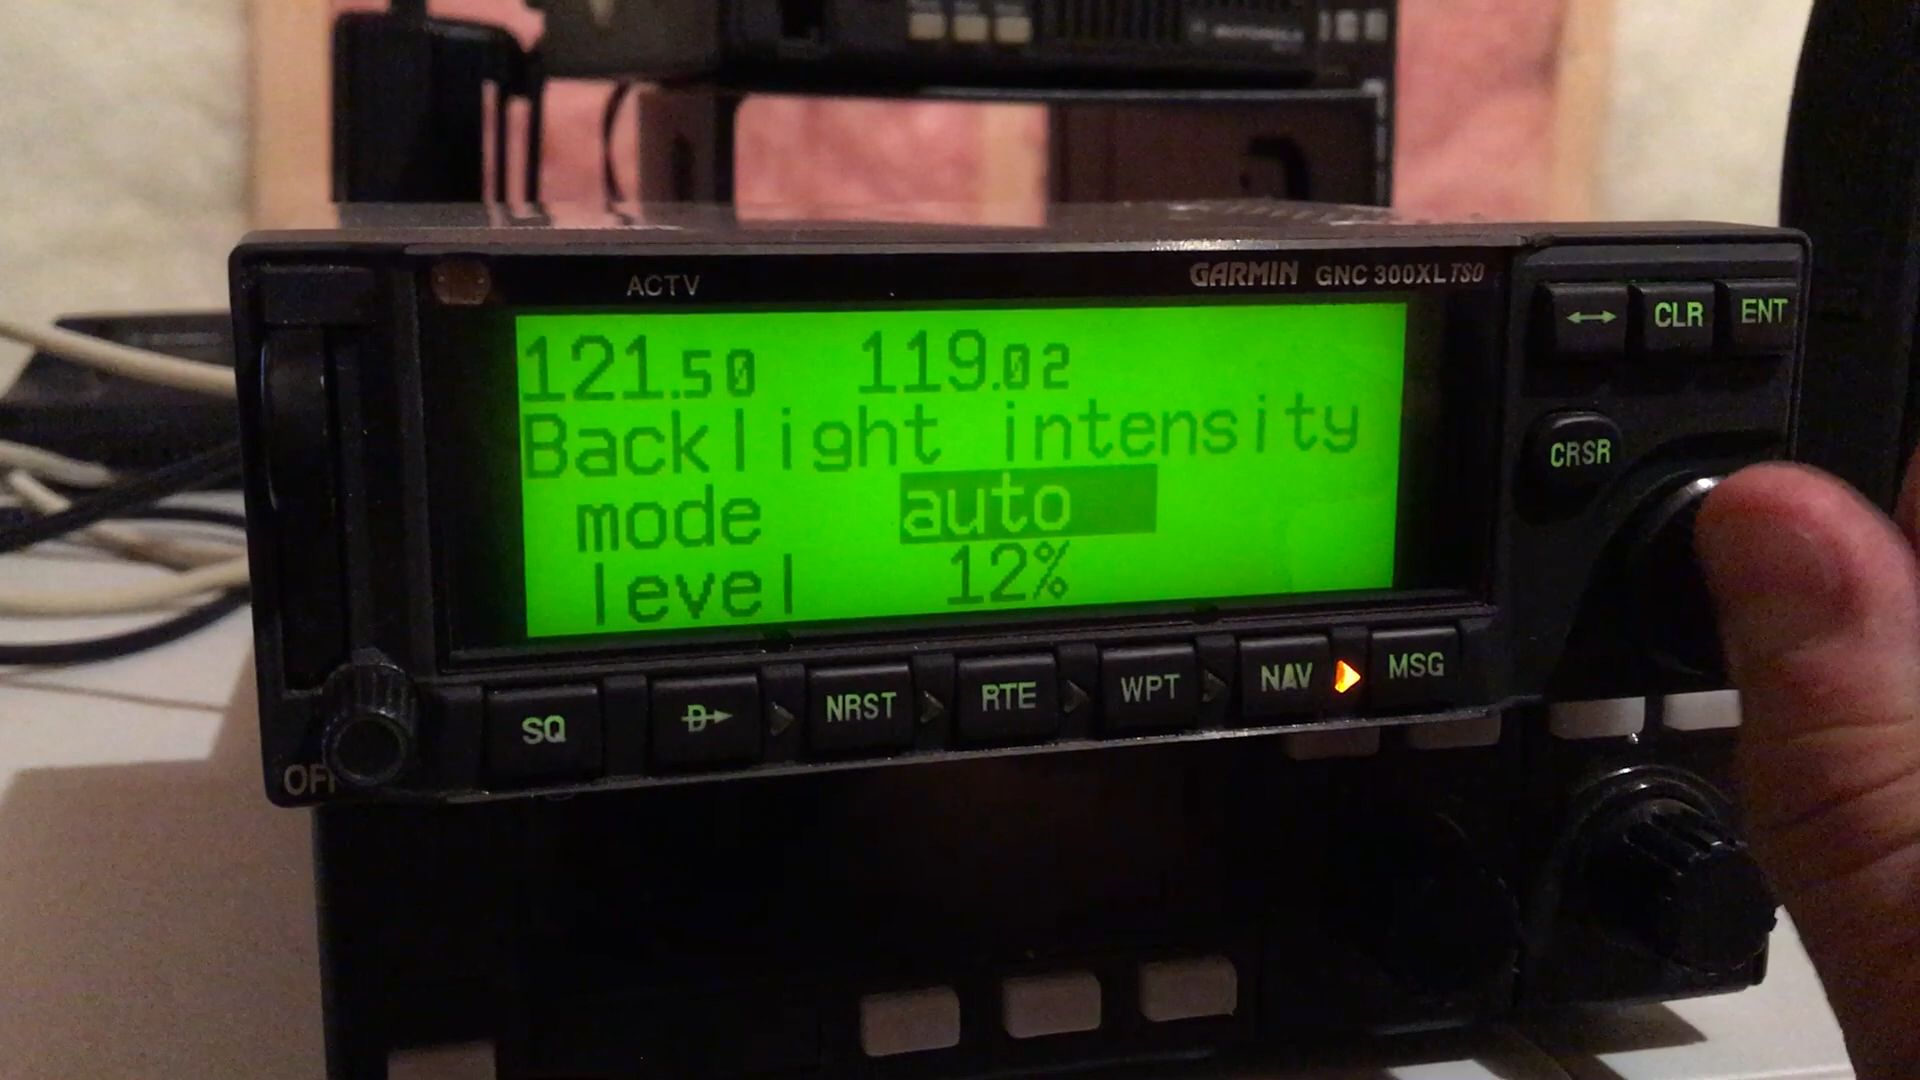 MOTOROLA
ACTV
GARMIN GNC 300XL TSO
121.50 119.02
Backlight intensity
mode auto
level 12%
↔ CLR ENT
CRSR
SQ D→ NRST RTE WPT NAV MSG
OFF